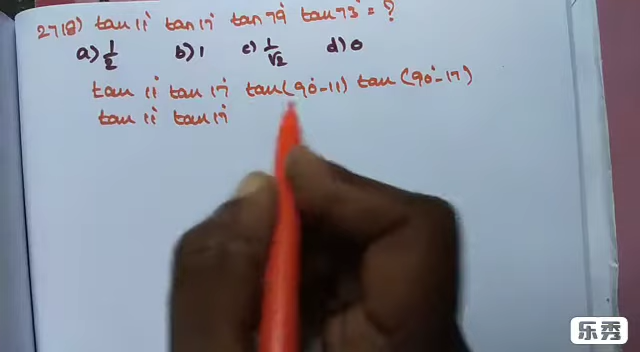 27(8) tan 11° tan 17° tan 79° tan 73° = ?
a) 1/2 b) 1 c) 1/√2 d) 0
tan 11° tan 17° tan(90°-11) tan(90°-17)
tan 11° tan 17°
乐秀